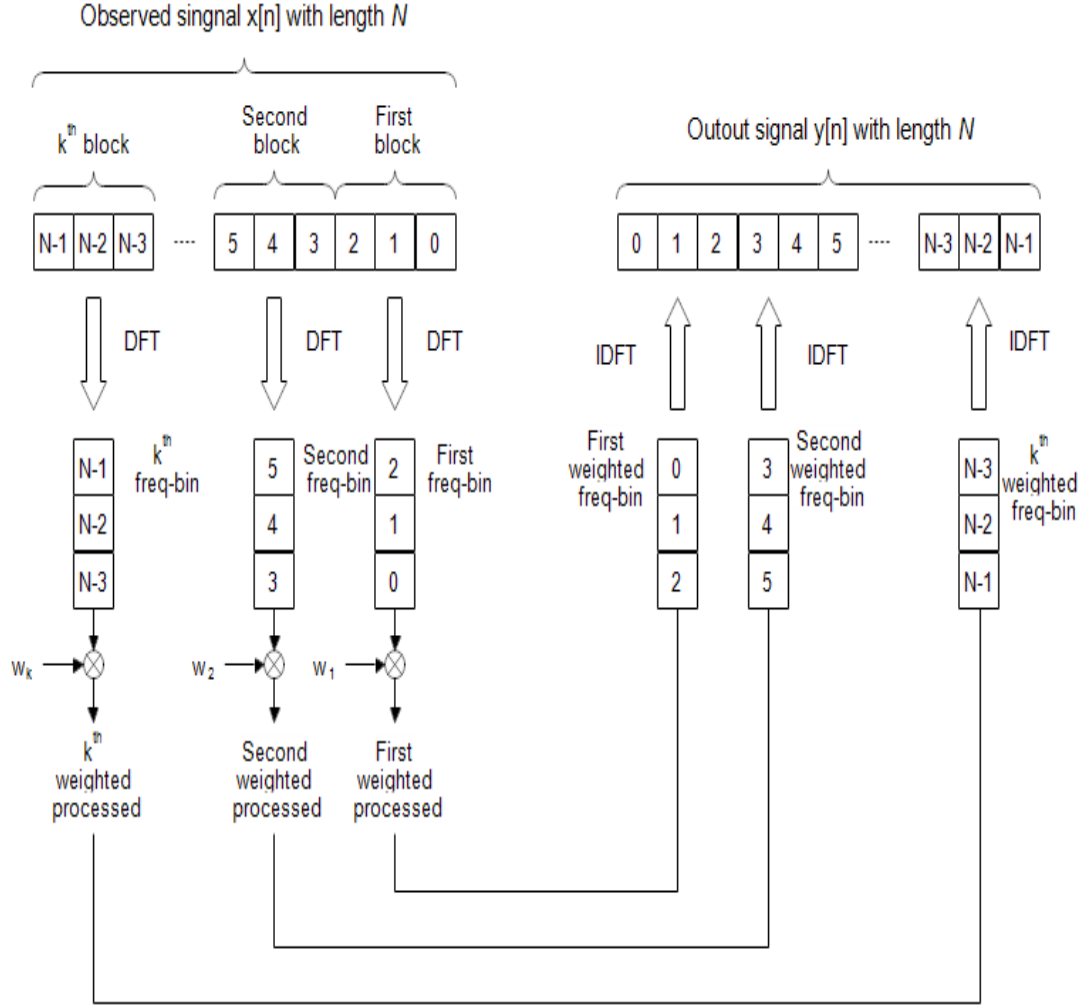 Observed singnal x[n] with length N
k^th block
Second
block
First
block
N-1 N-2 N-3 ---- 5 4 3 2 1 0
DFT
DFT
DFT
N-1
N-2
N-3
k^th
freq-bin
5
4
3
Second
freq-bin
2
1
0
First
freq-bin
w_k
w_2
w_1
k^th
weighted
processed
Second
weighted
processed
First
weighted
processed
Outout signal y[n] with length N
0 1 2 3 4 5 ---- N-3 N-2 N-1
IDFT
IDFT
IDFT
First
weighted
freq-bin
0
1
2
3
4
5
Second
weighted
freq-bin
N-3
N-2
N-1
k^th
weighted
freq-bin